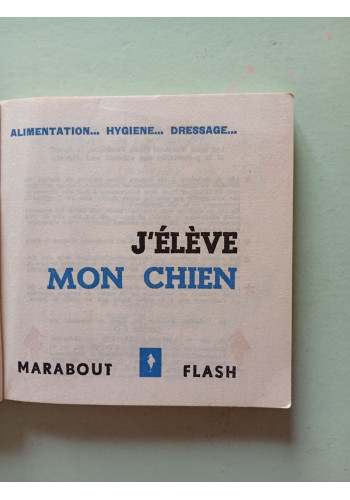 ALIMENTATION... HYGIENE... DRESSAGE...
J'ÉLÈVE
MON CHIEN
MARABOUT FLASH